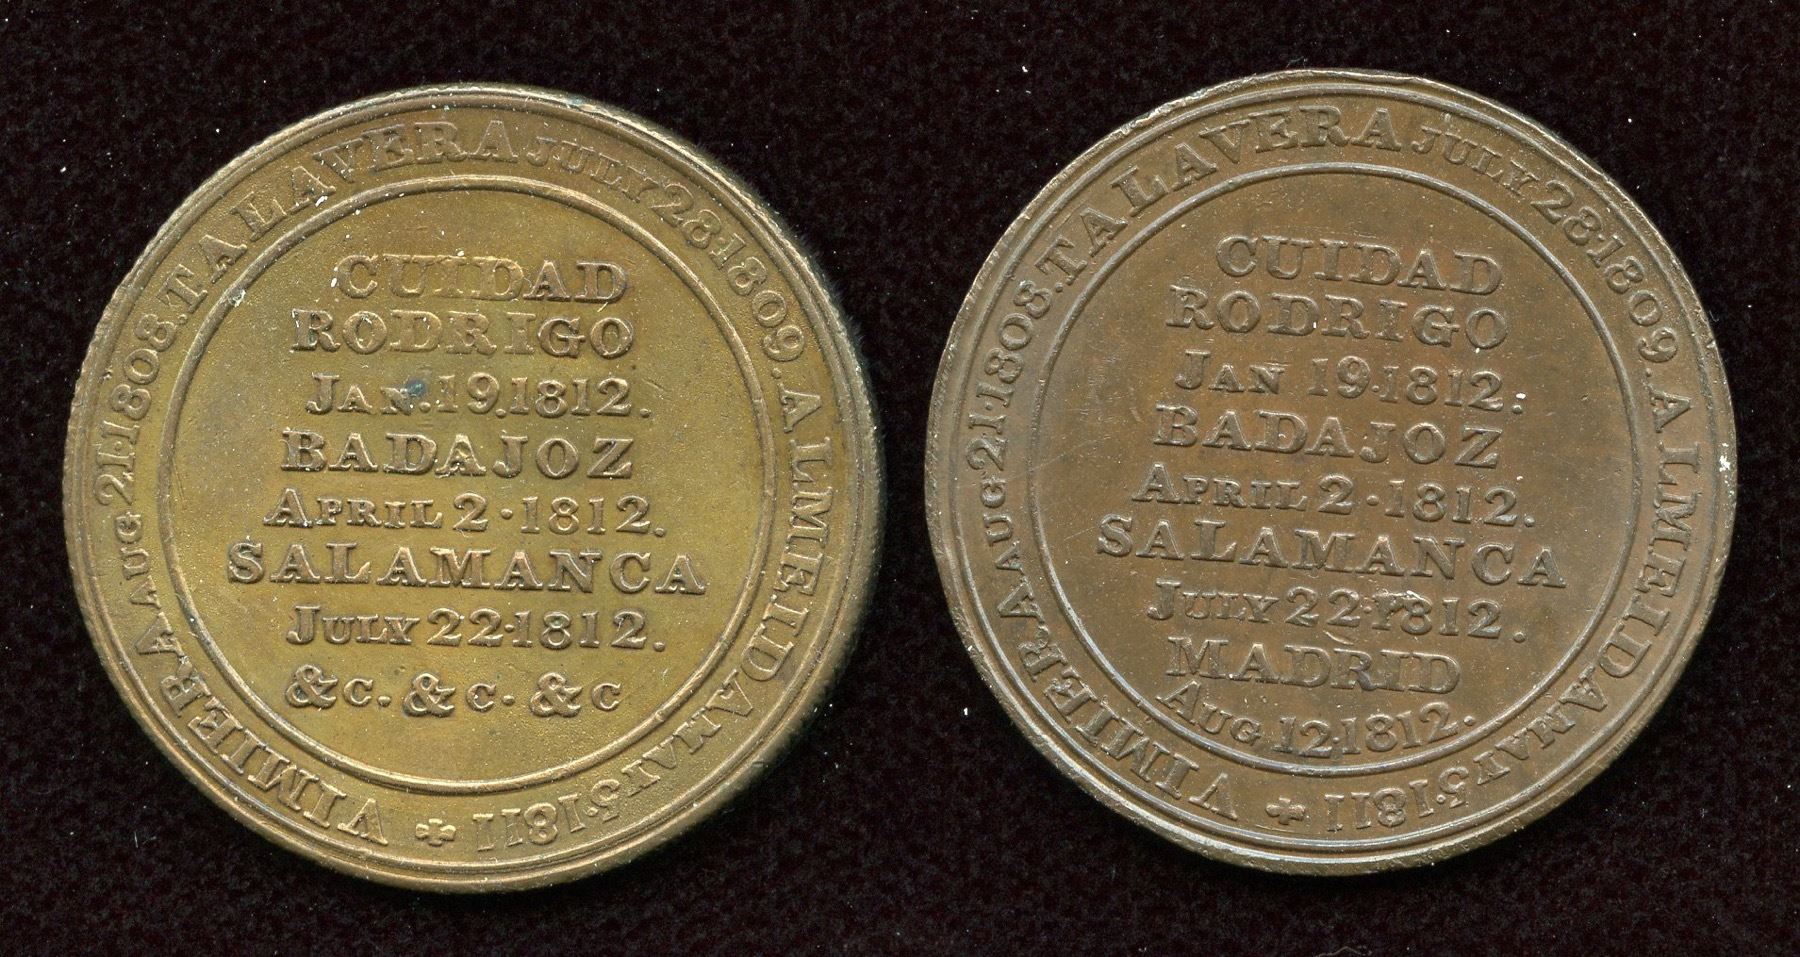 VIMIERA AUG 21·1808. TALAVERA JULY 28·1809. ALMEIDA MAY 5·1811
CUIDAD
RODRIGO
JAN. 19.1812.
BADAJOZ
APRIL 2·1812.
SALAMANCA
JULY 22·1812.
&C. &C. &C
VIMIERA AUG 21·1808. TALAVERA JULY 28·1809. ALMEIDA MAY 5·1811
CUIDAD
RODRIGO
JAN 19·1812.
BADAJOZ
APRIL 2·1812.
SALAMANCA
JULY 22·1812.
MADRID
AUG 12·1812.